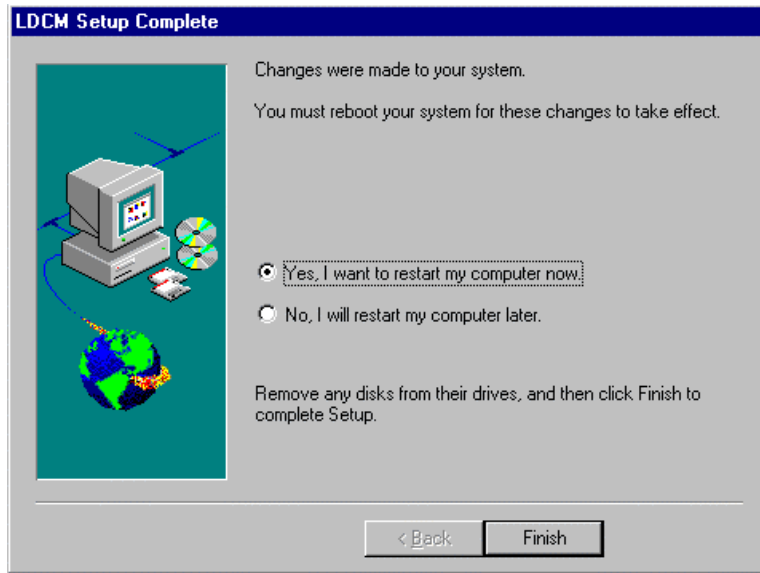 LDCM Setup Complete
Changes were made to your system.
You must reboot your system for these changes to take effect.
Yes, I want to restart my computer now.
No, I will restart my computer later.
Remove any disks from their drives, and then click Finish to
complete Setup.
< Back
Finish